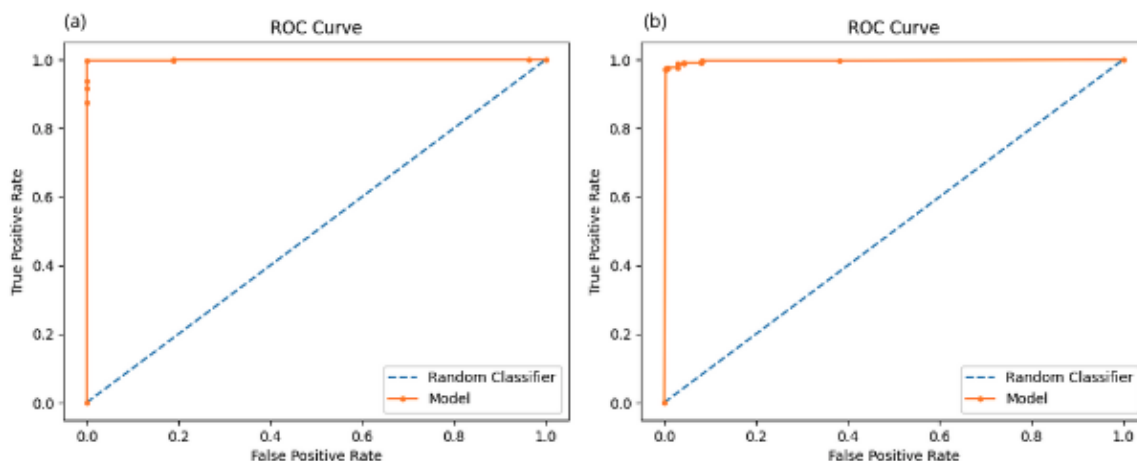 (a)
ROC Curve
True Positive Rate
1.0
0.8
0.6
0.4
0.2
0.0
Random Classifier
Model
0.0 0.2 0.4 0.6 0.8 1.0
False Positive Rate
(b)
ROC Curve
True Positive Rate
1.0
0.8
0.6
0.4
0.2
0.0
Random Classifier
Model
0.0 0.2 0.4 0.6 0.8 1.0
False Positive Rate